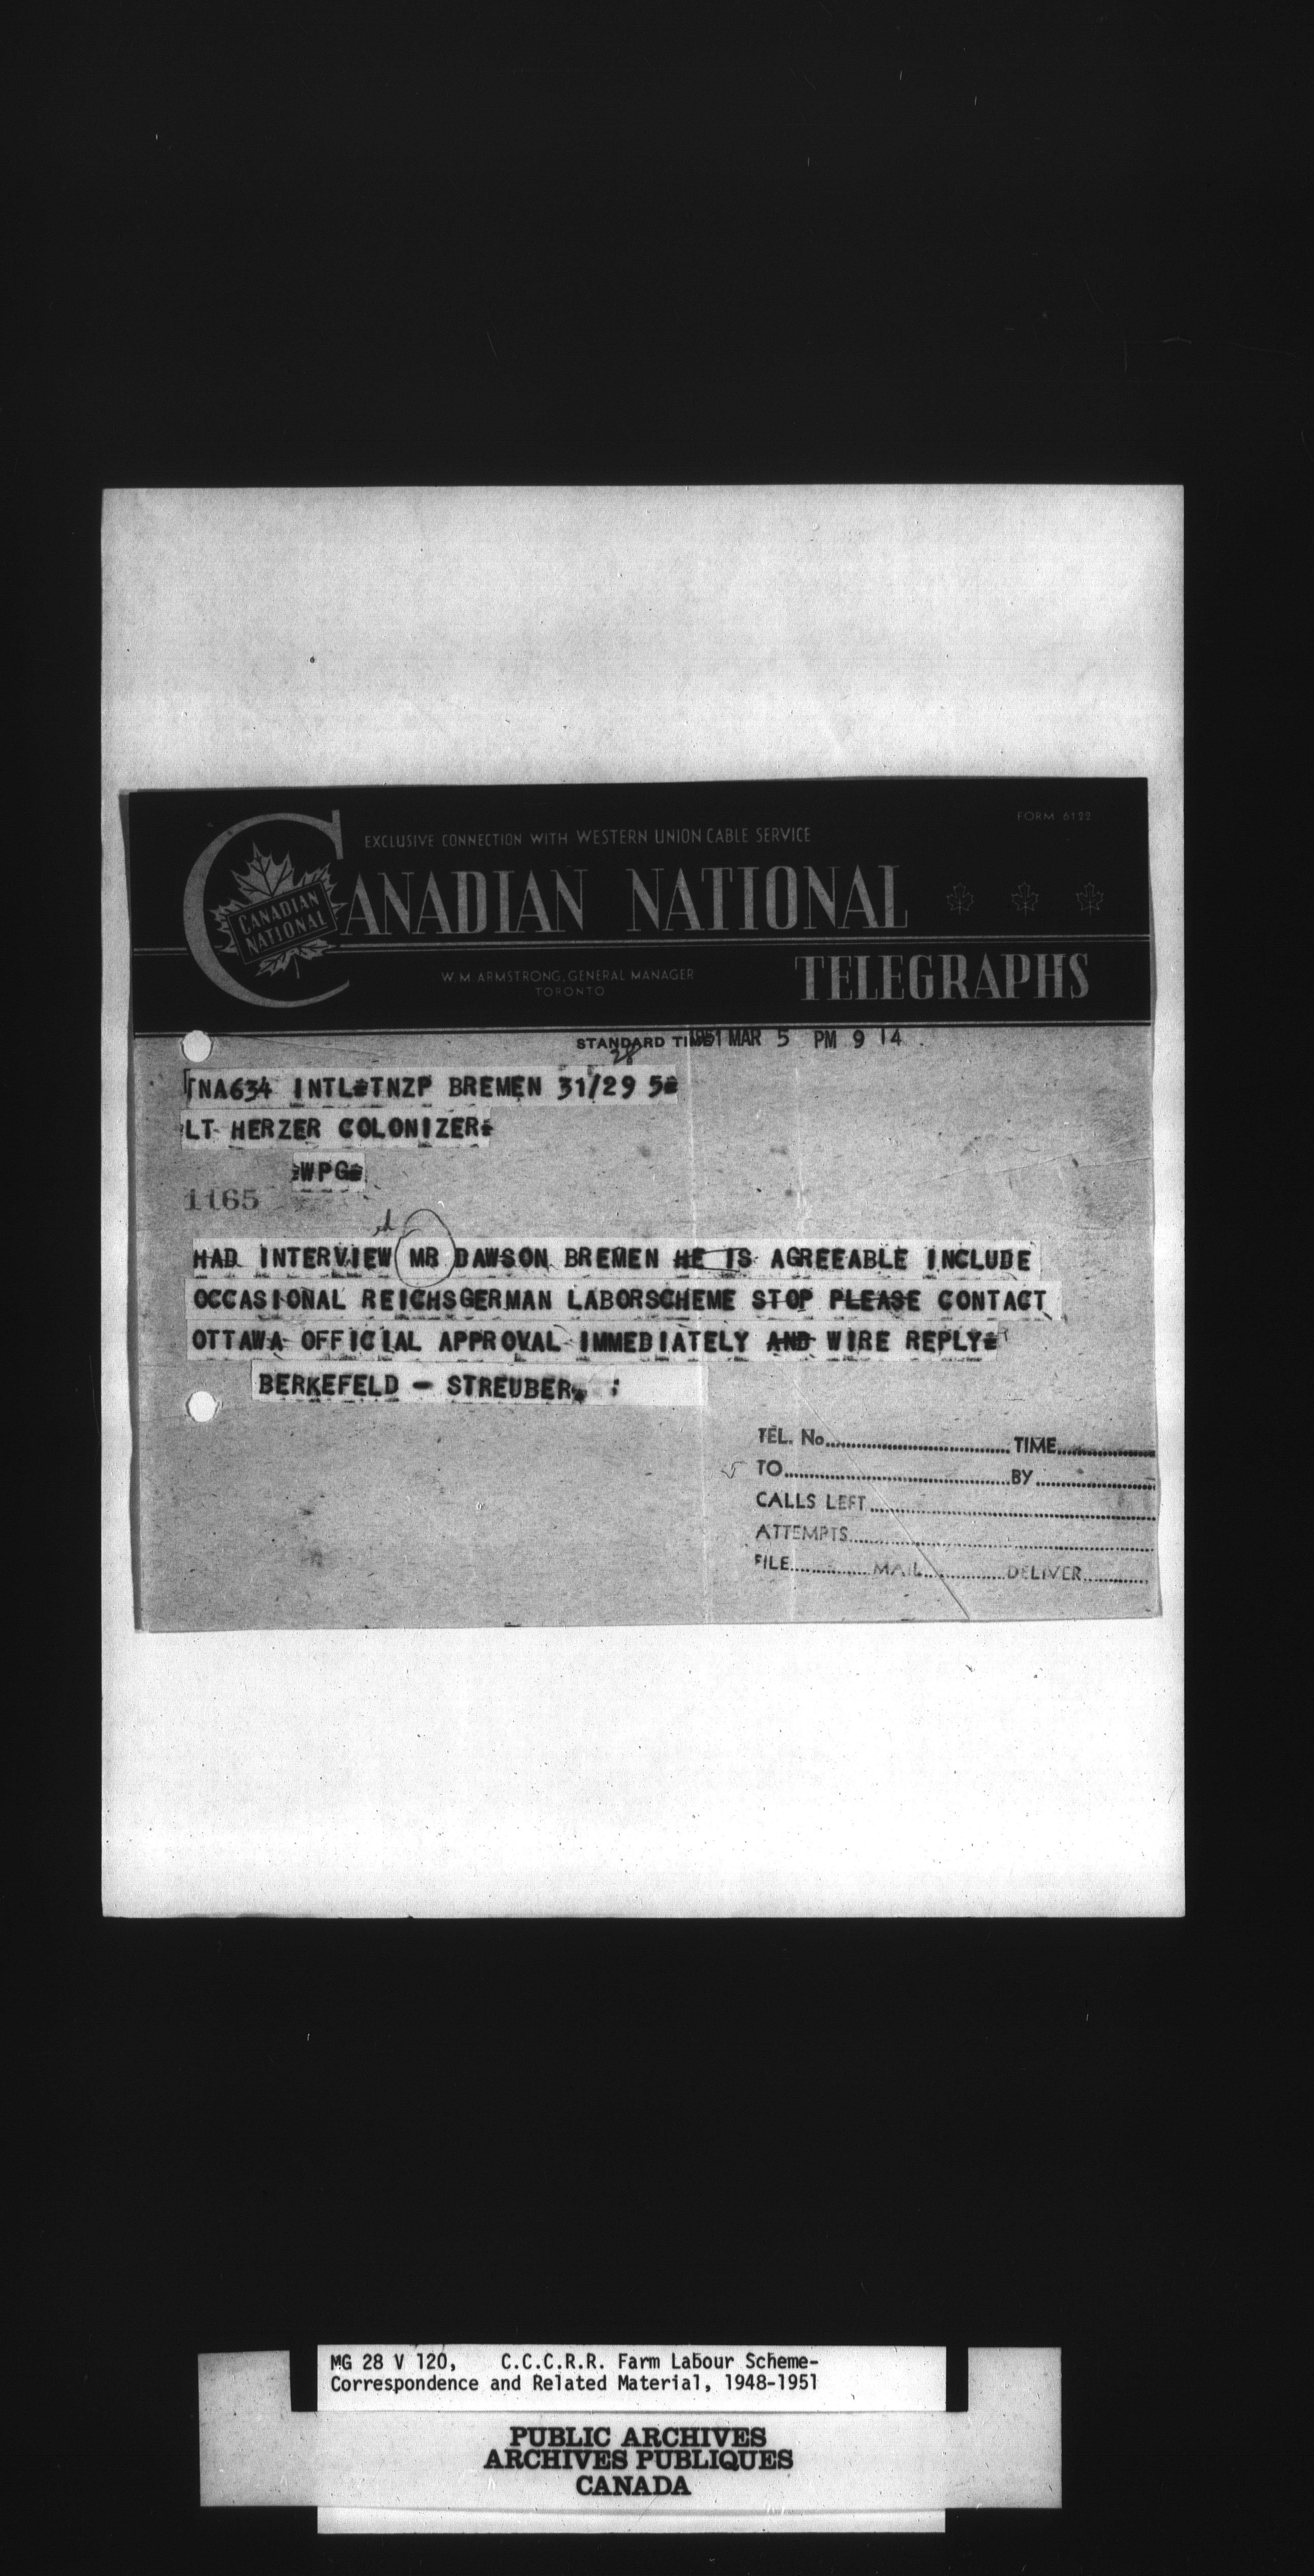 FORM 6122
EXCLUSIVE CONNECTION WITH WESTERN UNION CABLE SERVICE
CANADIAN NATIONAL
CANADIAN
NATIONAL
TELEGRAPHS
W. M. ARMSTRONG, GENERAL MANAGER
TORONTO
STANDARD TIME 1951 MAR 5 PM 9 14
28
TNA634 INTL=TNZP BREMEN 31/29 5=
LT HERZER COLONIZER=
=WPG=
1165
ed
HAD INTERVIEW MR DAWSON BREMEN HE IS AGREEABLE INCLUDE
OCCASIONAL REICHSGERMAN LABORSCHEME STOP PLEASE CONTACT
OTTAWA OFFICIAL APPROVAL IMMEDIATELY AND WIRE REPLY=
BERKEFELD - STREUBER
TEL. No. TIME
TO BY
CALLS LEFT
ATTEMPTS
FILE MAIL DELIVER
MG 28 V 120, C.C.C.R.R. Farm Labour Scheme-
Correspondence and Related Material, 1948-1951
PUBLIC ARCHIVES
ARCHIVES PUBLIQUES
CANADA